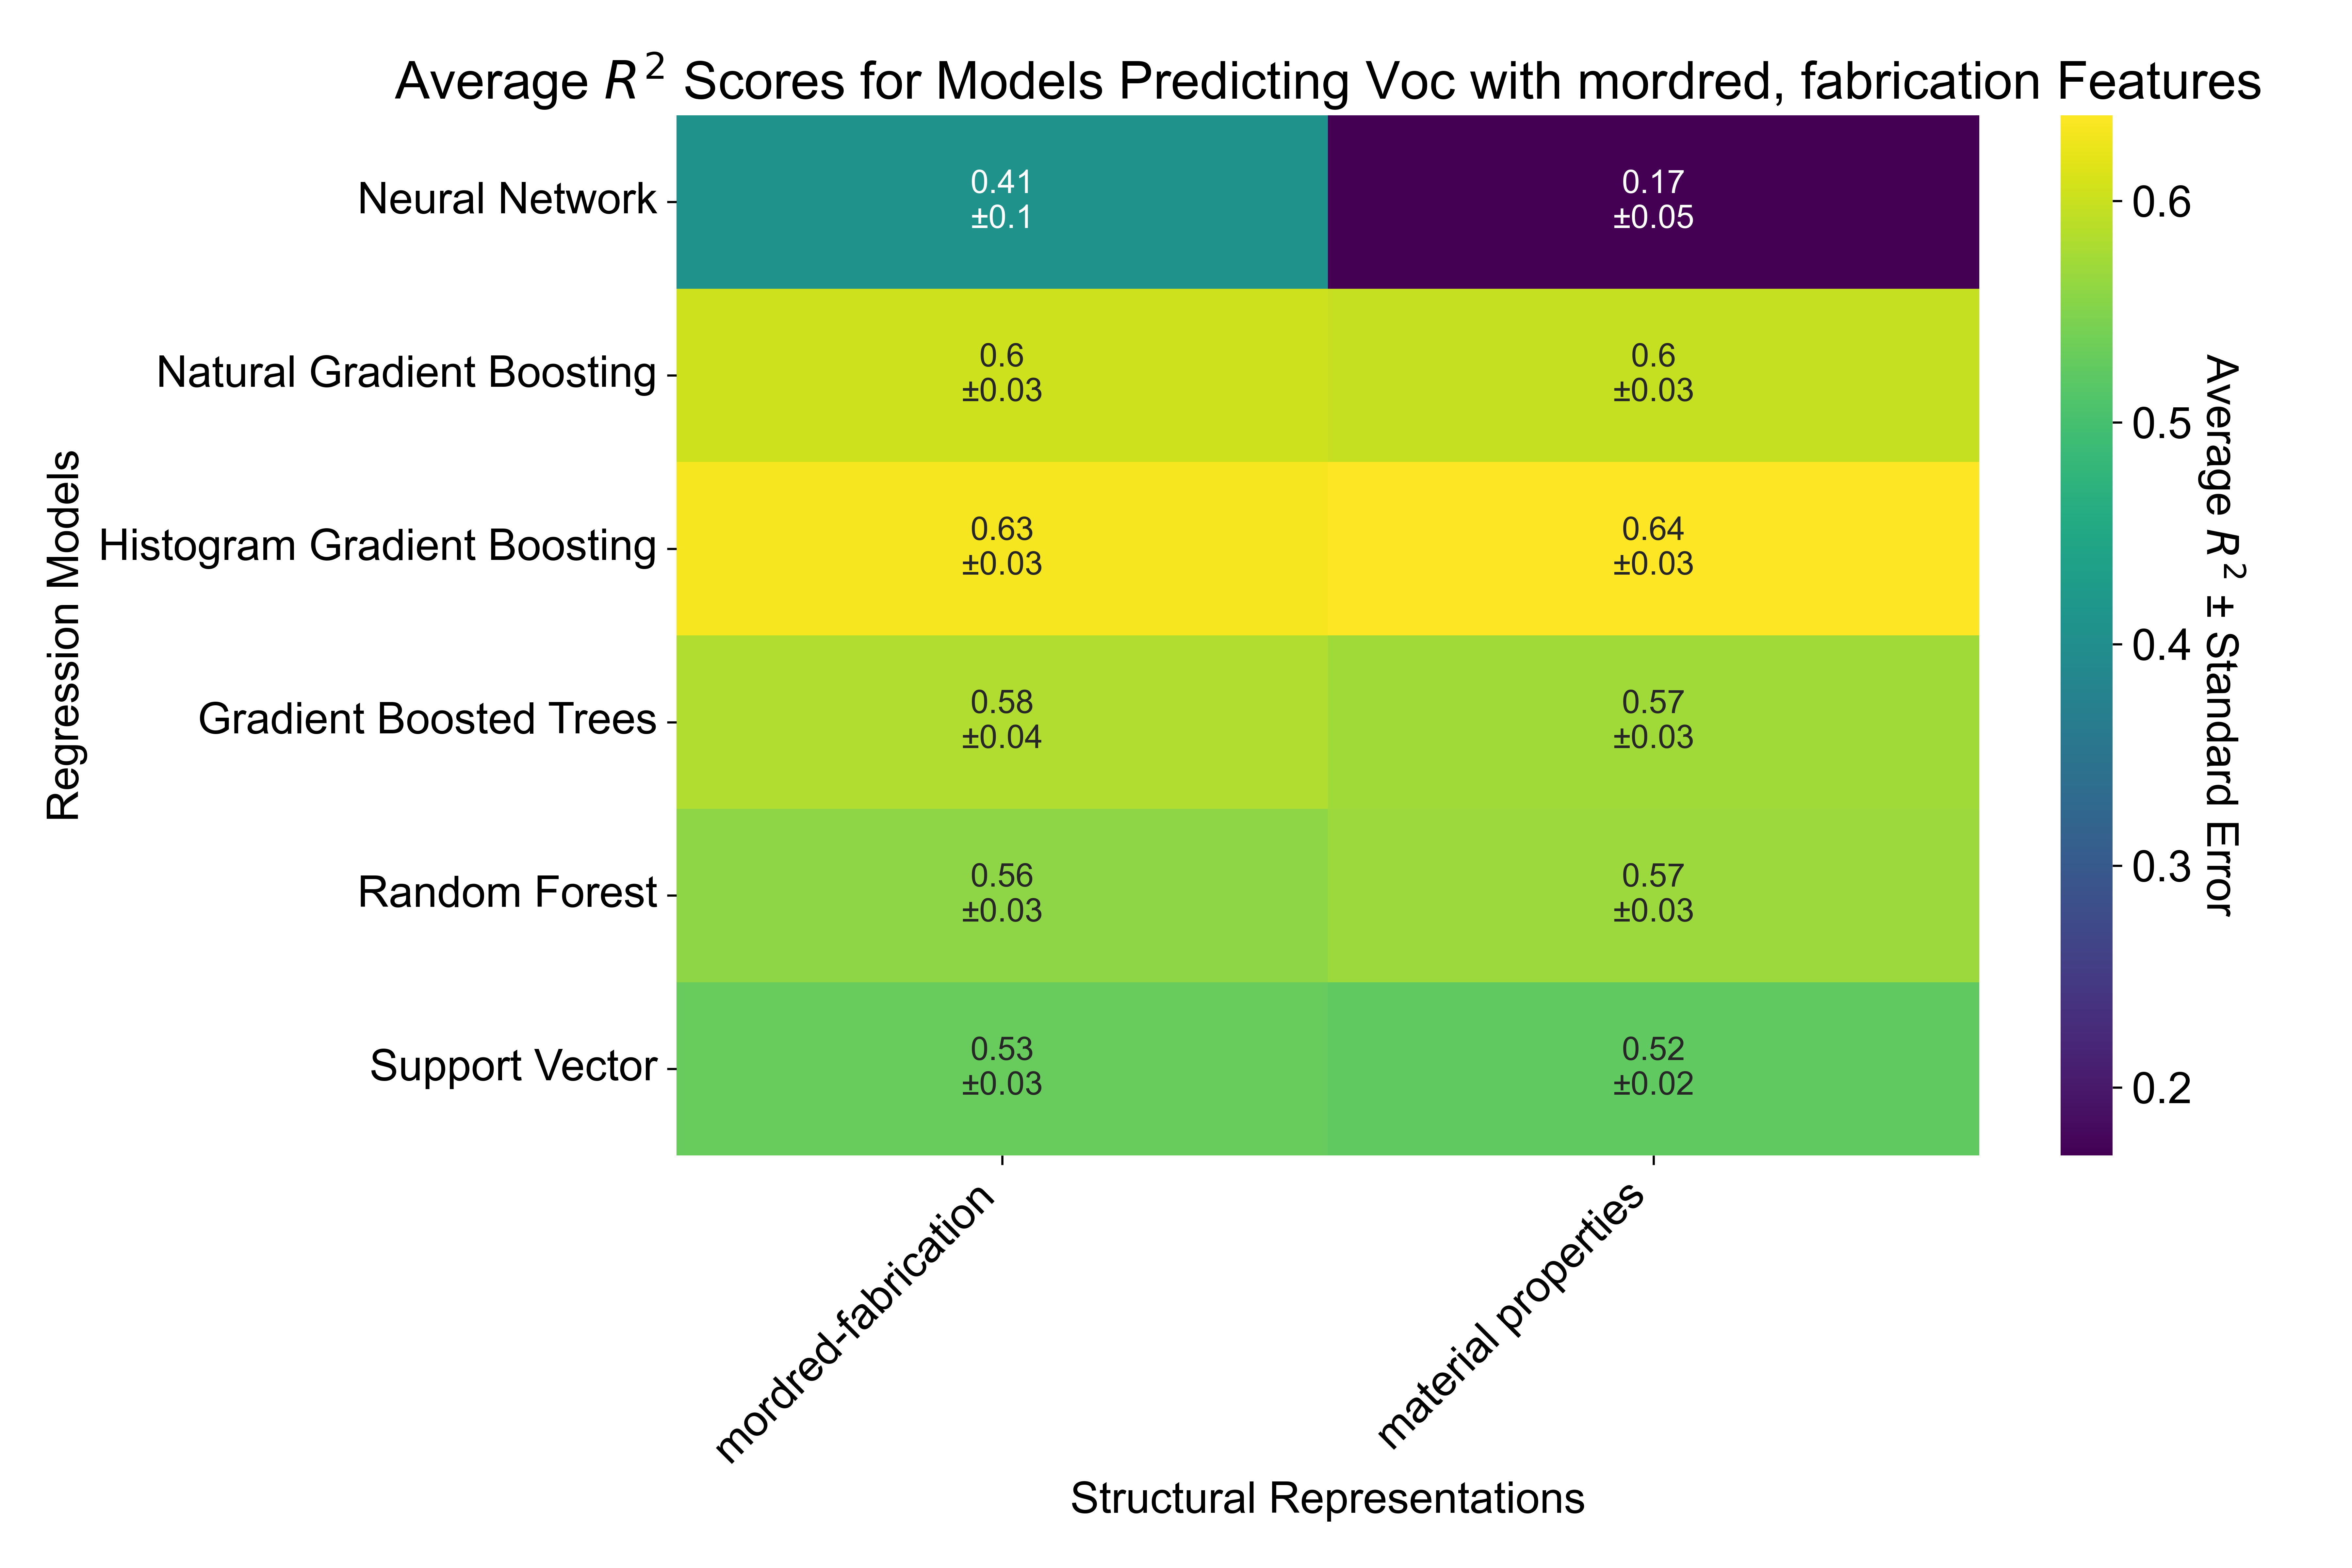 Average R² Scores for Models Predicting Voc with mordred, fabrication Features
Regression Models
Neural Network
Natural Gradient Boosting
Histogram Gradient Boosting
Gradient Boosted Trees
Random Forest
Support Vector
0.41
±0.1
0.17
±0.05
0.6
±0.03
0.6
±0.03
0.63
±0.03
0.64
±0.03
0.58
±0.04
0.57
±0.03
0.56
±0.03
0.57
±0.03
0.53
±0.03
0.52
±0.02
mordred-fabrication
material properties
Structural Representations
0.6
0.5
0.4
0.3
0.2
Average R² ± Standard Error